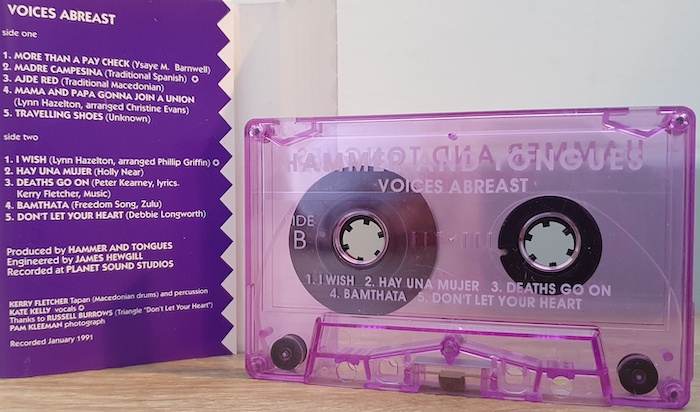 VOICES ABREAST
side one
1. MORE THAN A PAY CHECK (Ysaye M. Barnwell)
2. MADRE CAMPESINA (Traditional Spanish) ✪
3. AJDE RED (Traditional Macedonian)
4. MAMA AND PAPA GONNA JOIN A UNION
(Lynn Hazelton, arranged Christine Evans)
5. TRAVELLING SHOES (Unknown)
side two
1. I WISH (Lynn Hazelton, arranged Phillip Griffin) ✪
2. HAY UNA MUJER (Holly Near)
3. DEATHS GO ON (Peter Kearney, lyrics.
Kerry Fletcher, Music)
4. BAMTHATA (Freedom Song, Zulu)
5. DON'T LET YOUR HEART (Debbie Longworth)
Produced by HAMMER AND TONGUES
Engineered by JAMES HEWGILL
Recorded at PLANET SOUND STUDIOS
KERRY FLETCHER Tapan (Macedonian drums) and percussion
KATE KELLY vocals ✪
Thanks to RUSSELL BURROWS (Triangle "Don't Let Your Heart")
PAM KLEEMAN photograph
Recorded January 1991
HAMMER AND TONGUES
VOICES ABREAST
SIDE
B
1. I WISH 2. HAY UNA MUJER 3. DEATHS GO ON
4. BAMTHATA 5. DON'T LET YOUR HEART